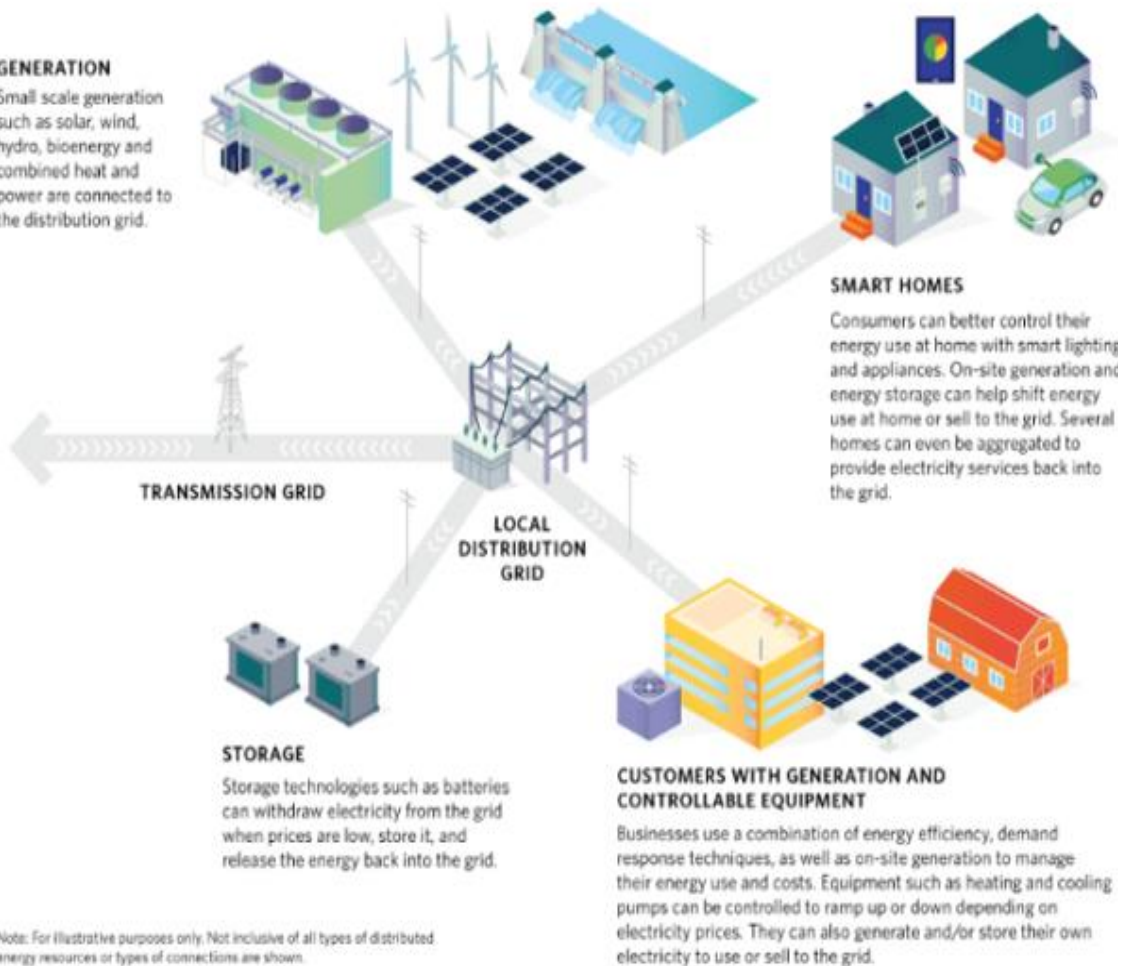 GENERATION
Small scale generation
such as solar, wind,
hydro, bioenergy and
combined heat and
power are connected to
the distribution grid.
SMART HOMES
Consumers can better control their
energy use at home with smart lighting
and appliances. On-site generation and
energy storage can help shift energy
use at home or sell to the grid. Several
homes can even be aggregated to
provide electricity services back into
the grid.
TRANSMISSION GRID
LOCAL
DISTRIBUTION
GRID
STORAGE
Storage technologies such as batteries
can withdraw electricity from the grid
when prices are low, store it, and
release the energy back into the grid.
CUSTOMERS WITH GENERATION AND
CONTROLLABLE EQUIPMENT
Businesses use a combination of energy efficiency, demand
response techniques, as well as on-site generation to manage
their energy use and costs. Equipment such as heating and cooling
pumps can be controlled to ramp up or down depending on
electricity prices. They can also generate and/or store their own
electricity to use or sell to the grid.
Note: For illustrative purposes only. Not inclusive of all types of distributed
energy resources or types of connections are shown.